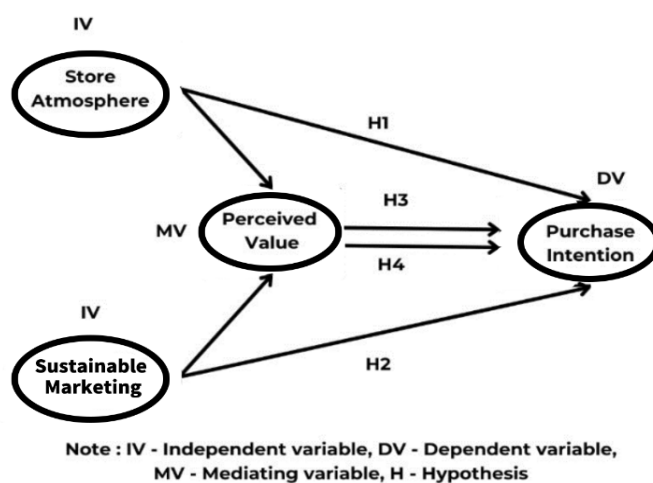 IV
Store
Atmosphere
H1
DV
MV
Perceived
Value
H3
H4
Purchase
Intention
IV
Sustainable
Marketing
H2
Note : IV - Independent variable, DV - Dependent variable,
MV - Mediating variable, H - Hypothesis